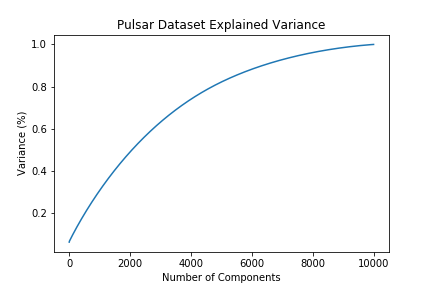 Pulsar Dataset Explained Variance
1.0
0.8
0.6
0.4
0.2
Variance (%)
0 2000 4000 6000 8000 10000
Number of Components